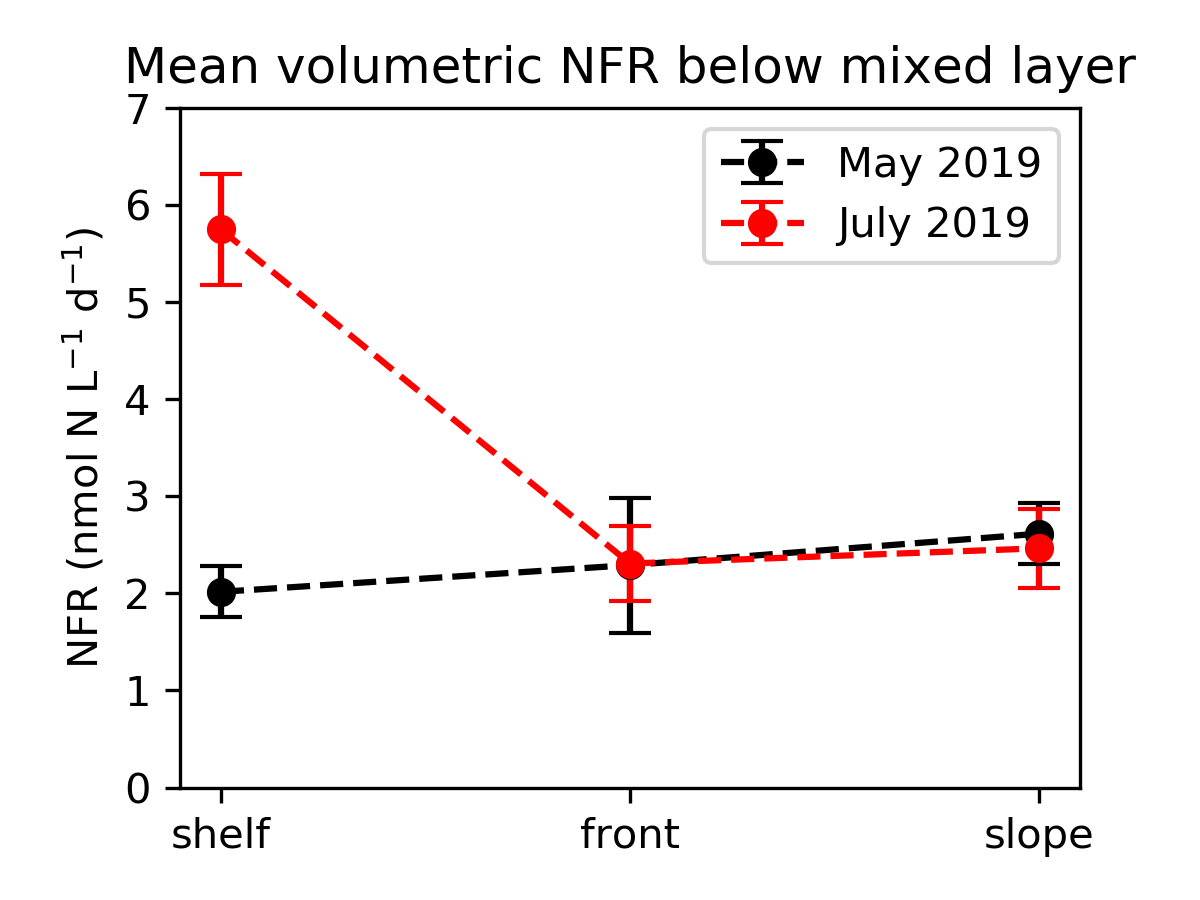 Mean volumetric NFR below mixed layer
7
6
5
4
3
2
1
0
NFR (nmol N L⁻¹ d⁻¹)
May 2019
July 2019
shelf front slope